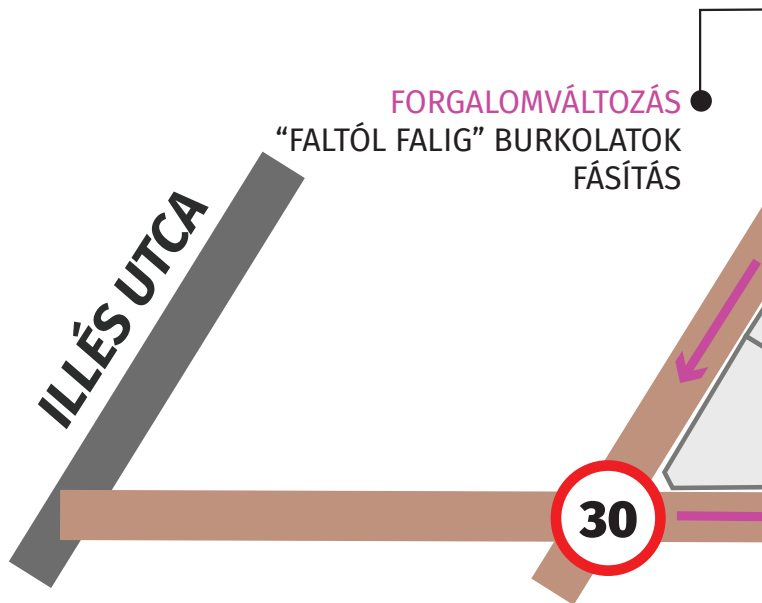 FORGALOMVÁLTOZÁS
“FALTÓL FALIG” BURKOLATOK
FÁSÍTÁS
ILLÉS UTCA
30